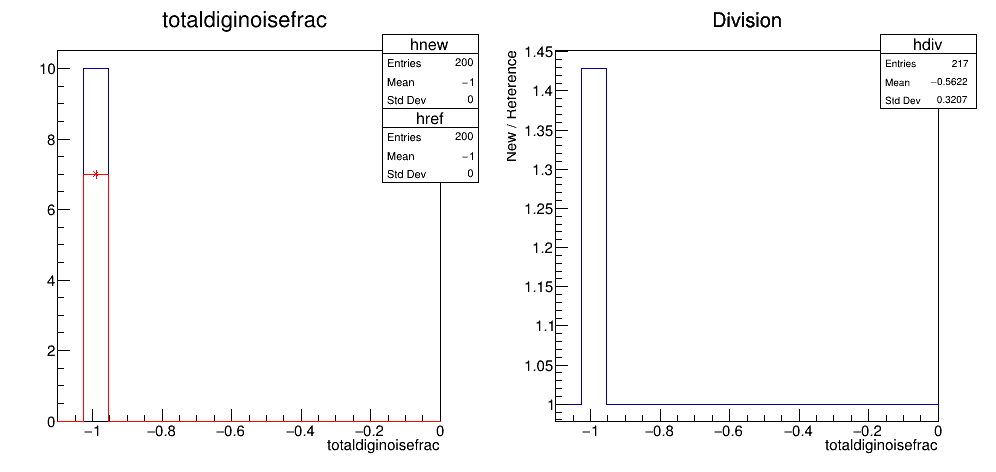 totaldiginoisefrac
hnew
Entries 200
Mean −1
Std Dev 0
href
Entries 200
Mean −1
Std Dev 0
10
8
6
4
2
0
−1 −0.8 −0.6 −0.4 −0.2 0
totaldiginoisefrac
Division
hdiv
Entries 217
Mean −0.5622
Std Dev 0.3207
New / Reference
1.45
1.4
1.35
1.3
1.25
1.2
1.15
1.1
1.05
1
−1 −0.8 −0.6 −0.4 −0.2 0
totaldiginoisefrac